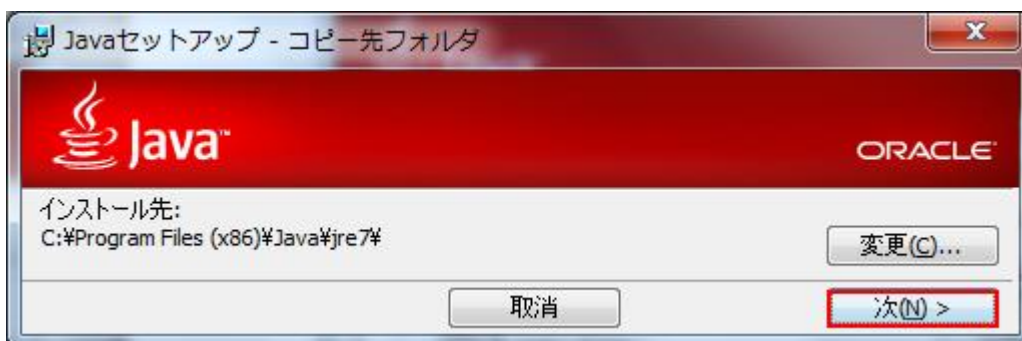 Javaセットアップ - コピー先フォルダ
Java™
ORACLE
インストール先:
C:¥Program Files (x86)¥Java¥jre7¥
変更(C)...
取消
次(N) >